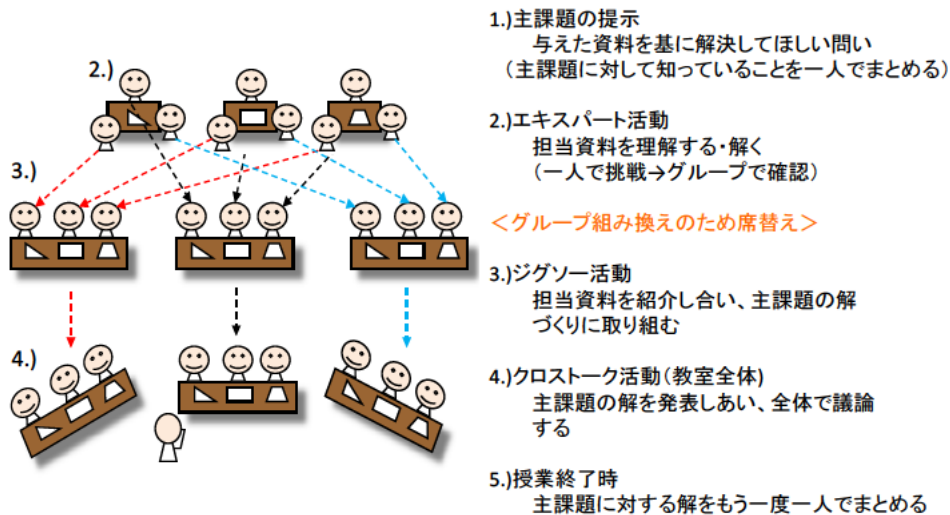 1.)主課題の提示
与えた資料を基に解決してほしい問い
(主課題に対して知っていることを一人でまとめる)
2.)エキスパート活動
担当資料を理解する・解く
(一人で挑戦→グループで確認)
<グループ組み換えのため席替え>
3.)ジグソー活動
担当資料を紹介し合い、主課題の解
づくりに取り組む
4.)クロストーク活動(教室全体)
主課題の解を発表しあい、全体で議論
する
5.)授業終了時
主課題に対する解をもう一度一人でまとめる
2.)
3.)
4.)